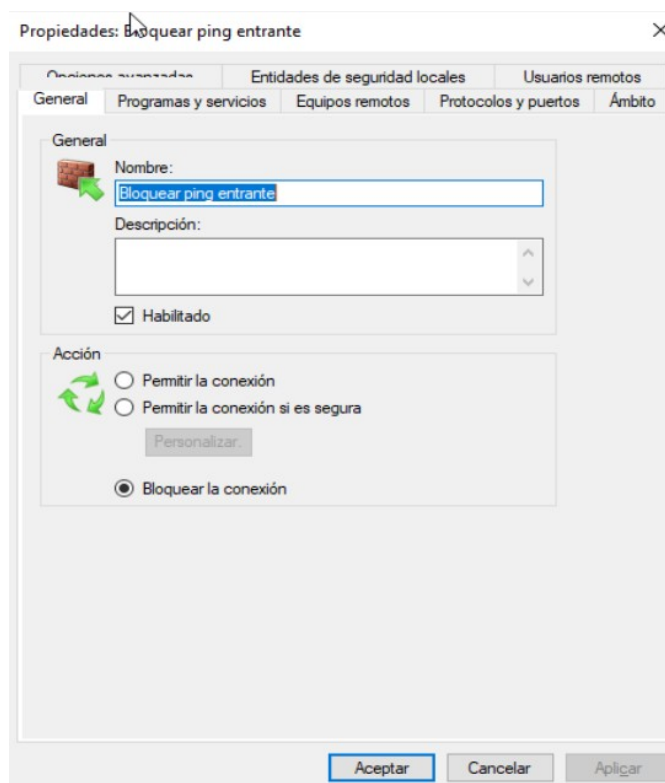 Propiedades: Bloquear ping entrante
Opciones avanzadas Entidades de seguridad locales Usuarios remotos
General Programas y servicios Equipos remotos Protocolos y puertos Ámbito
General
Nombre:
Bloquear ping entrante
Descripción:
Habilitado
Acción
Permitir la conexión
Permitir la conexión si es segura
Personalizar.
Bloquear la conexión
Aceptar Cancelar Aplicar